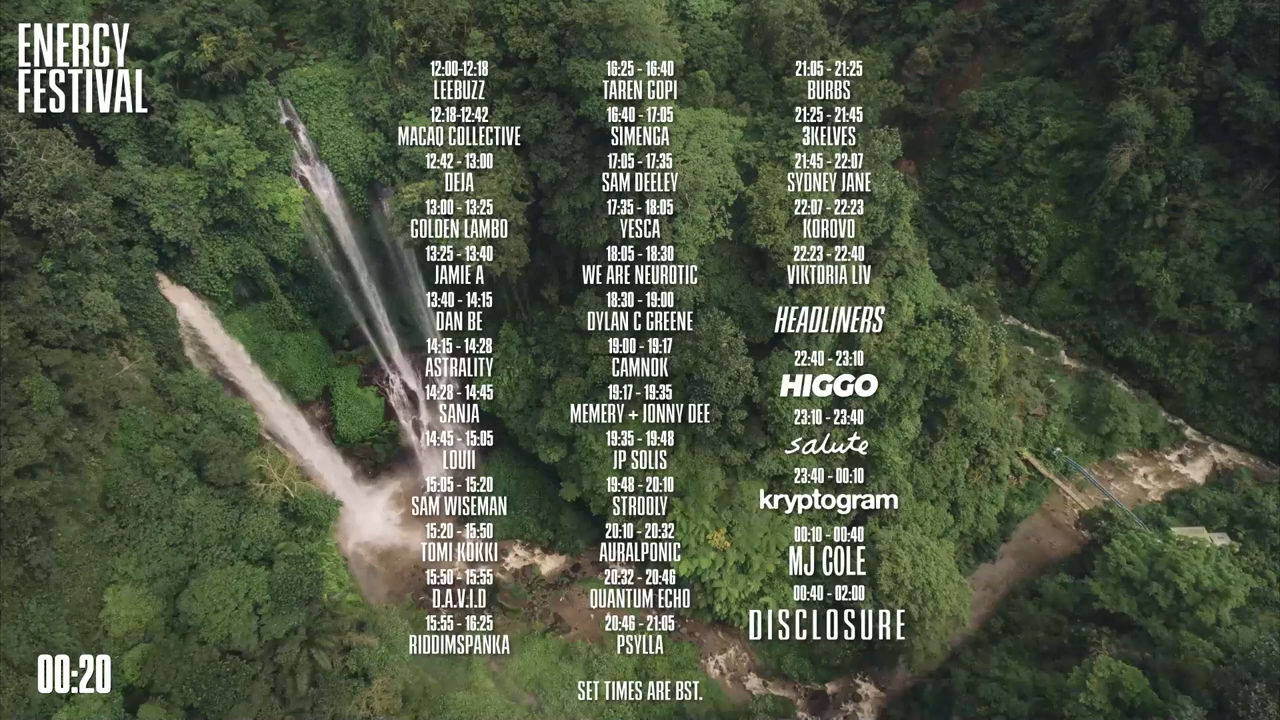 ENERGY
FESTIVAL
12:00-12:18
LEEBUZZ
12:18-12:42
MACAO COLLECTIVE
12:42 - 13:00
DEJA
13:00 - 13:25
GOLDEN LAMBO
13:25 - 13:40
JAMIE A
13:40 - 14:15
DAN BE
14:15 - 14:28
ASTRALITY
14:28 - 14:45
SANJA
14:45 - 15:05
LOUII
15:05 - 15:20
SAM WISEMAN
15:20 - 15:50
TOMI KOKKI
15:50 - 15:55
D.A.V.I.D
15:55 - 16:25
RIDDIMSPANKA
16:25 - 16:40
TAREN GOPI
16:40 - 17:05
SIMENGA
17:05 - 17:35
SAM DEELEY
17:35 - 18:05
YESCA
18:05 - 18:30
WE ARE NEUROTIC
18:30 - 19:00
DYLAN C GREENE
19:00 - 19:17
CAMNOK
19:17 - 19:35
MEMERY + JONNY DEE
19:35 - 19:48
JP SOLIS
19:48 - 20:10
STRODLY
20:10 - 20:32
AURALPONIC
20:32 - 20:46
QUANTUM ECHO
20:46 - 21:05
PSYLLA
21:05 - 21:25
BURBS
21:25 - 21:45
3KELVES
21:45 - 22:07
SYDNEY JANE
22:07 - 22:23
KOROVD
22:23 - 22:40
VIKTORIA LIV
HEADLINERS
22:40 - 23:10
HIGGO
23:10 - 23:40
salute
23:40 - 00:10
kryptogram
00:10 - 00:40
MJ COLE
00:40 - 02:00
DISCLOSURE
SET TIMES ARE BST.
00:20